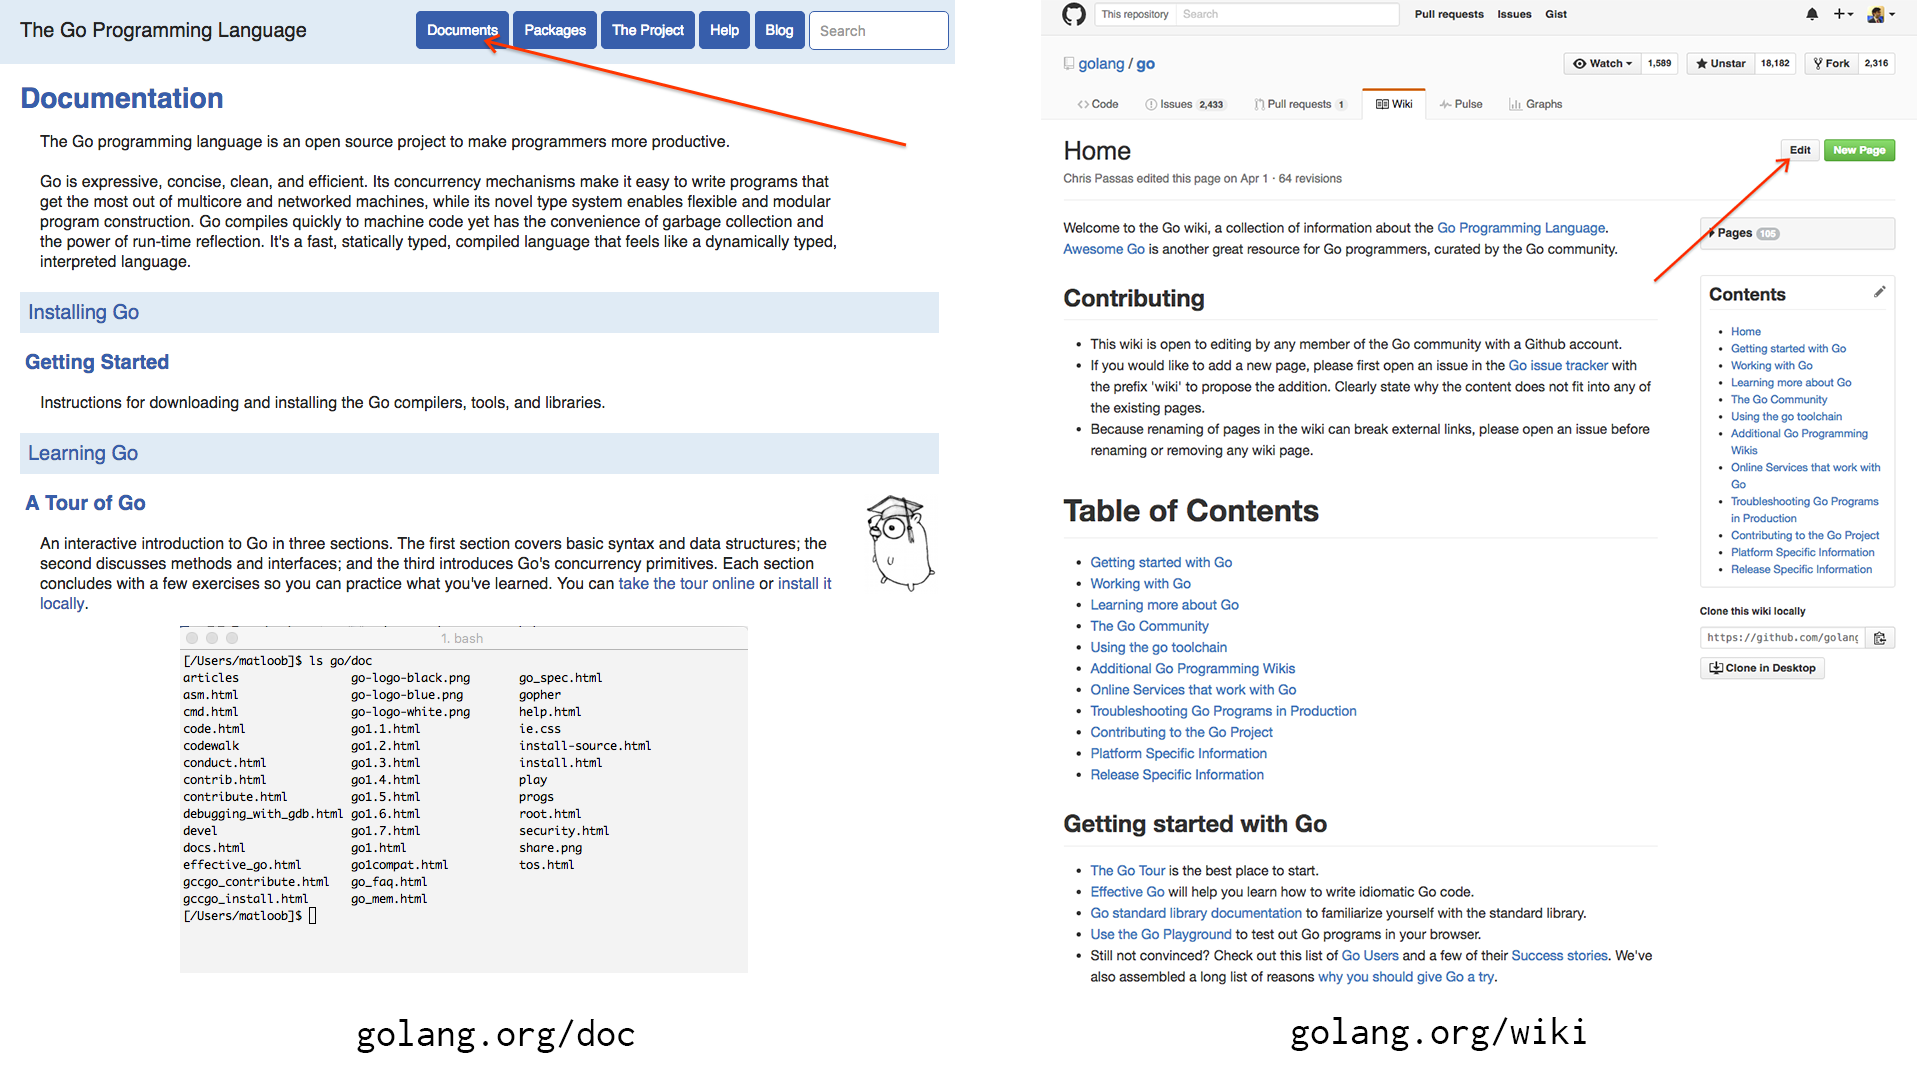 The Go Programming Language
Documents Packages The Project Help Blog Search
Documentation
The Go programming language is an open source project to make programmers more productive.
Go is expressive, concise, clean, and efficient. Its concurrency mechanisms make it easy to write programs that
get the most out of multicore and networked machines, while its novel type system enables flexible and modular
program construction. Go compiles quickly to machine code yet has the convenience of garbage collection and
the power of run-time reflection. It's a fast, statically typed, compiled language that feels like a dynamically typed,
interpreted language.
Installing Go
Getting Started
Instructions for downloading and installing the Go compilers, tools, and libraries.
Learning Go
A Tour of Go
An interactive introduction to Go in three sections. The first section covers basic syntax and data structures; the
second discusses methods and interfaces; and the third introduces Go's concurrency primitives. Each section
concludes with a few exercises so you can practice what you've learned. You can take the tour online or install it
locally.
1. bash
[/Users/matloob]$ ls go/doc
articles go-logo-black.png go_spec.html
asm.html go-logo-blue.png gopher
cmd.html go-logo-white.png help.html
code.html go1.1.html ie.css
codewalk go1.2.html install-source.html
conduct.html go1.3.html install.html
contrib.html go1.4.html play
contribute.html go1.5.html progs
debugging_with_gdb.html go1.6.html root.html
devel go1.7.html security.html
docs.html go1.html share.png
effective_go.html go1compat.html tos.html
gccgo_contribute.html go_faq.html
gccgo_install.html go_mem.html
[/Users/matloob]$
golang.org/doc
This repository Search Pull requests Issues Gist
golang / go
Watch 1,589 Unstar 18,182 Fork 2,316
Code Issues 2,433 Pull requests 1 Wiki Pulse Graphs
Home
Edit New Page
Chris Passas edited this page on Apr 1 · 64 revisions
Welcome to the Go wiki, a collection of information about the Go Programming Language.
Awesome Go is another great resource for Go programmers, curated by the Go community.
Contributing
• This wiki is open to editing by any member of the Go community with a Github account.
• If you would like to add a new page, please first open an issue in the Go issue tracker with
the prefix 'wiki' to propose the addition. Clearly state why the content does not fit into any of
the existing pages.
• Because renaming of pages in the wiki can break external links, please open an issue before
renaming or removing any wiki page.
Table of Contents
• Getting started with Go
• Working with Go
• Learning more about Go
• The Go Community
• Using the go toolchain
• Additional Go Programming Wikis
• Online Services that work with Go
• Troubleshooting Go Programs in Production
• Contributing to the Go Project
• Platform Specific Information
• Release Specific Information
Getting started with Go
• The Go Tour is the best place to start.
• Effective Go will help you learn how to write idiomatic Go code.
• Go standard library documentation to familiarize yourself with the standard library.
• Use the Go Playground to test out Go programs in your browser.
• Still not convinced? Check out this list of Go Users and a few of their Success stories. We've
also assembled a long list of reasons why you should give Go a try.
Pages 105
Contents
• Home
• Getting started with Go
• Working with Go
• Learning more about Go
• The Go Community
• Using the go toolchain
• Additional Go Programming
Wikis
• Online Services that work with
Go
• Troubleshooting Go Programs
in Production
• Contributing to the Go Project
• Platform Specific Information
• Release Specific Information
Clone this wiki locally
https://github.com/golang
Clone in Desktop
golang.org/wiki